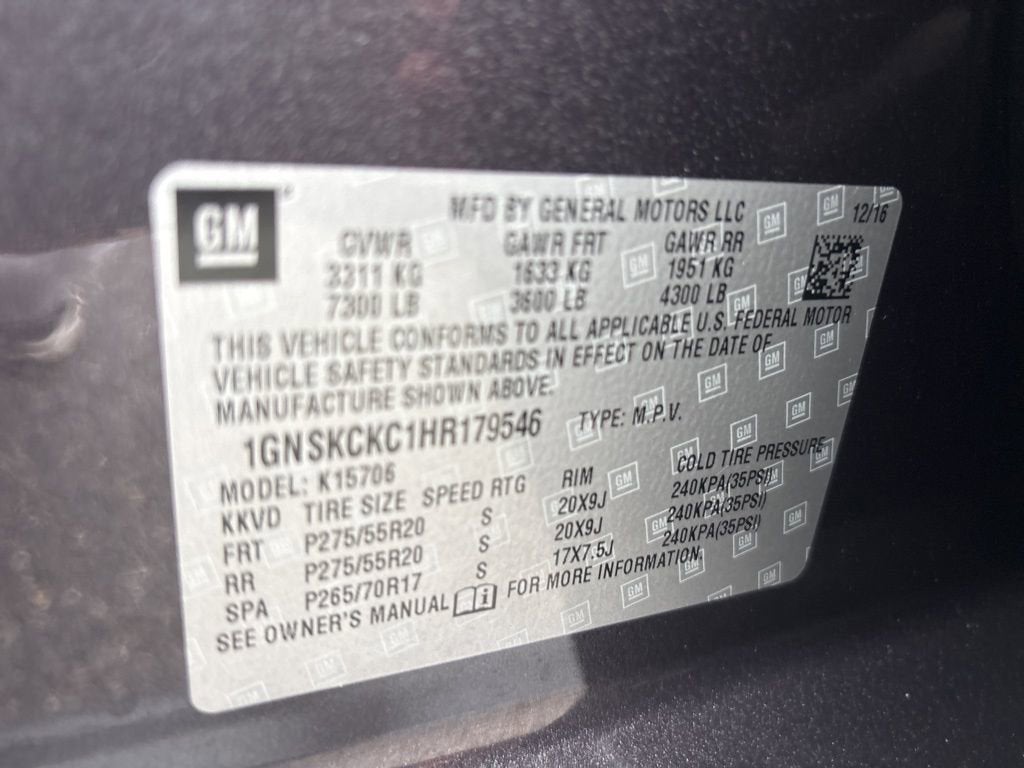 GM
MFD BY GENERAL MOTORS LLC 12/16
GVWR GAWR FRT GAWR RR
3311 KG 1633 KG 1951 KG
7300 LB 3600 LB 4300 LB
THIS VEHICLE CONFORMS TO ALL APPLICABLE U.S. FEDERAL MOTOR
VEHICLE SAFETY STANDARDS IN EFFECT ON THE DATE OF
MANUFACTURE SHOWN ABOVE.
1GNSKCKC1HR179546 TYPE: M.P.V.
MODEL: K15706
KKVD TIRE SIZE SPEED RTG RIM COLD TIRE PRESSURE
FRT P275/55R20 S 20X9J 240KPA(35PSI)
RR P275/55R20 S 20X9J 240KPA(35PSI)
SPA P265/70R17 S 17X7.5J 240KPA(35PSI)
SEE OWNER'S MANUAL FOR MORE INFORMATION.